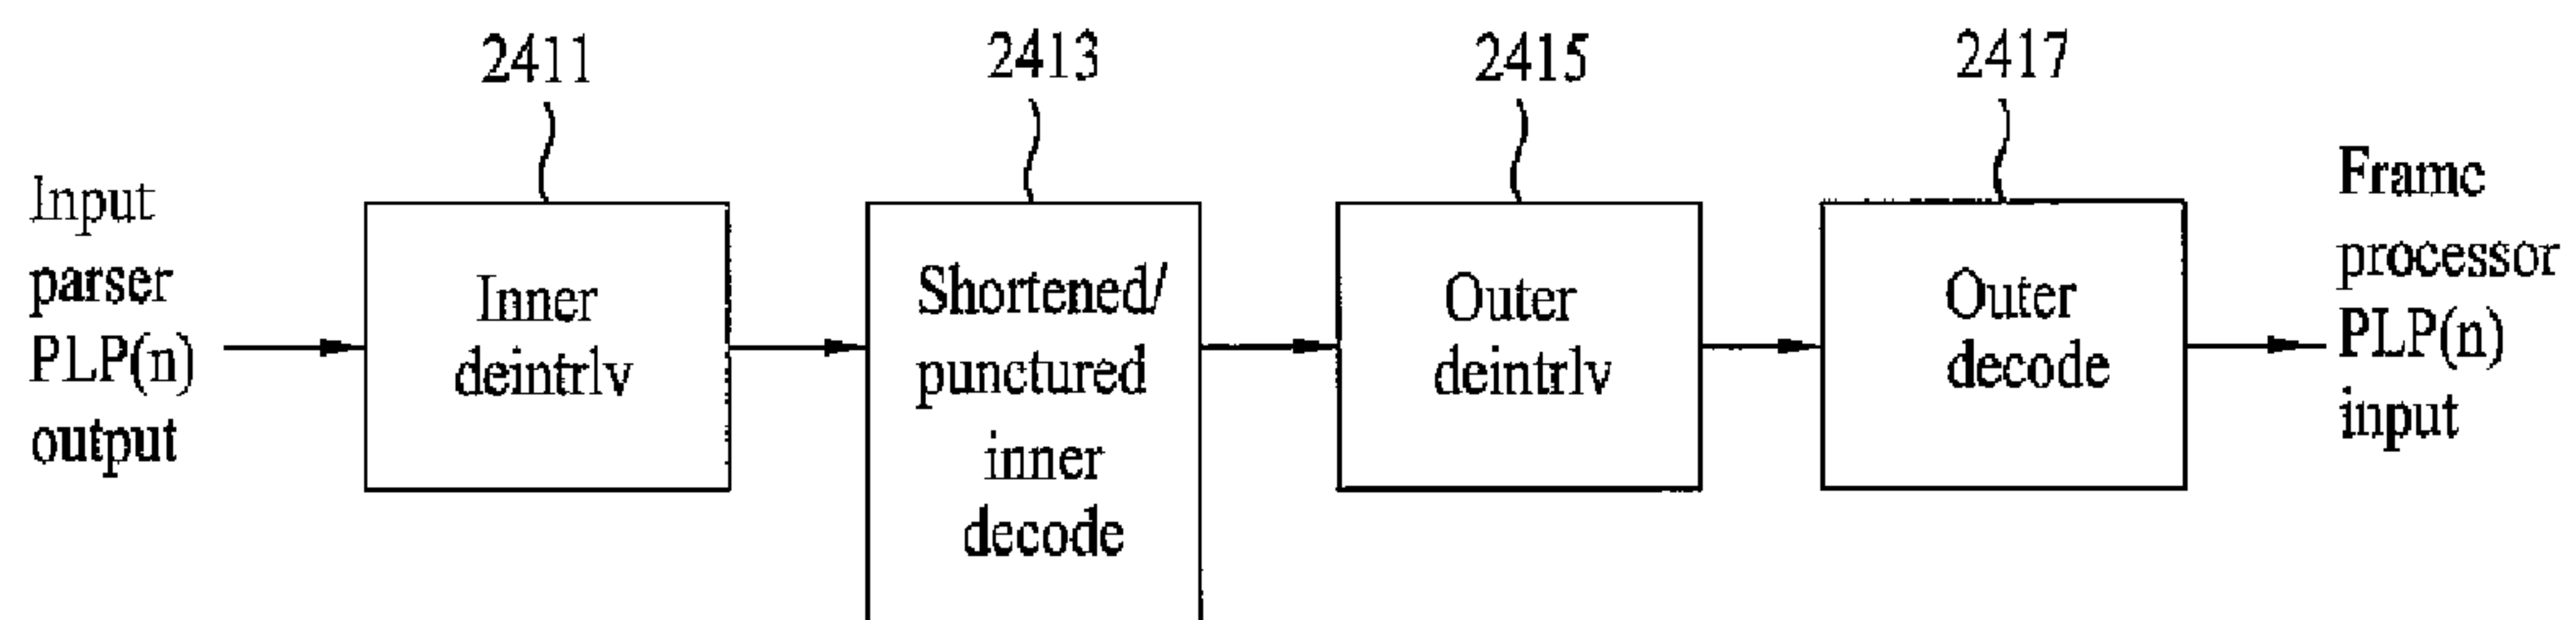 2411
2413
2415
2417
Input
parser
PLP(n)
output
Inner
deintrlv
Shortened/
punctured
inner
decode
Outer
deintrlv
Outer
decode
Frame
processor
PLP(n)
input